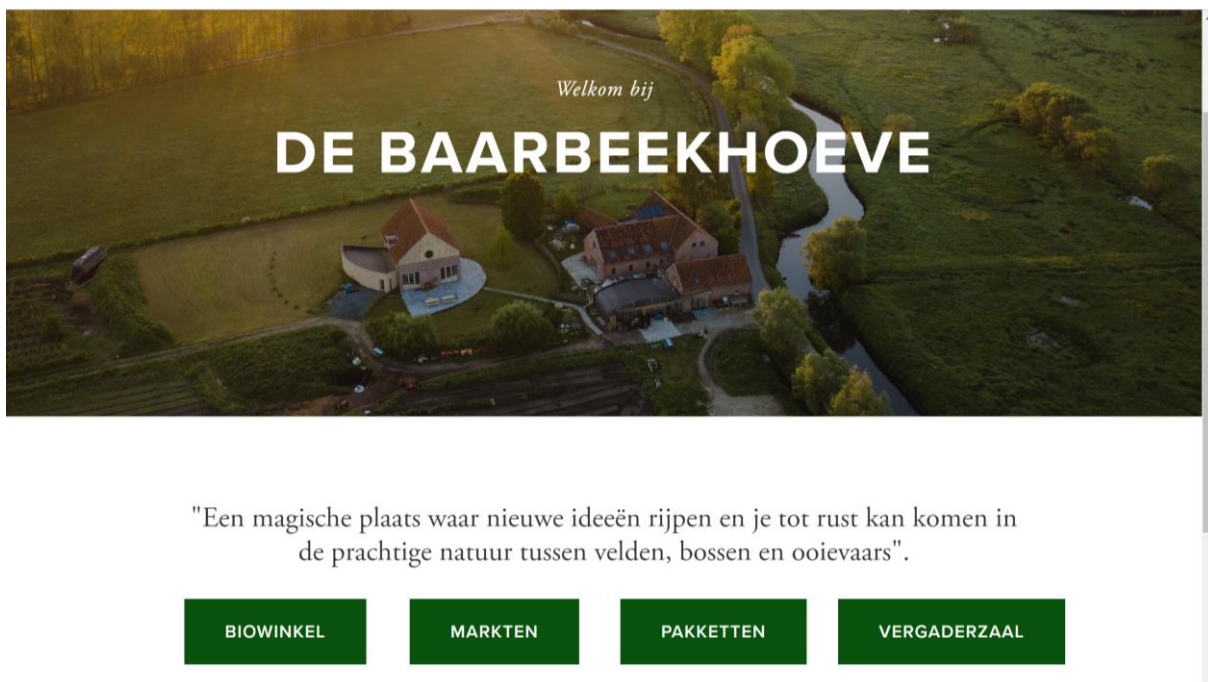 Welkom bij
DE BAARBEEKHOEVE
"Een magische plaats waar nieuwe ideeën rijpen en je tot rust kan komen in
de prachtige natuur tussen velden, bossen en ooievaars".
BIOWINKEL
MARKTEN
PAKKETTEN
VERGADERZAAL